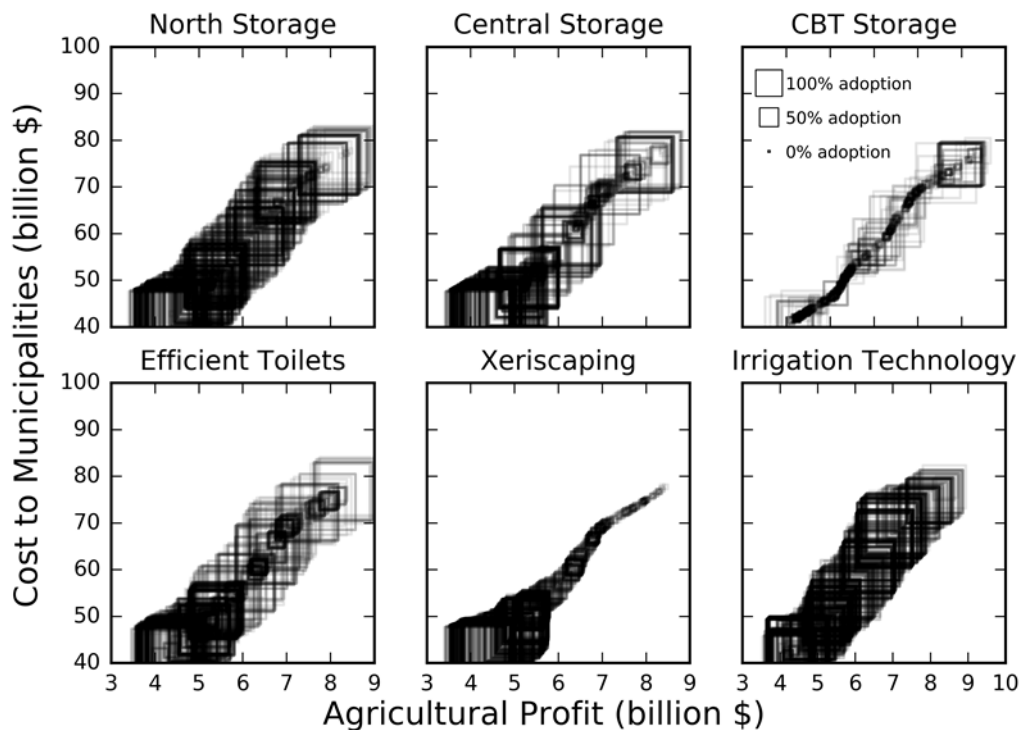 North Storage
Central Storage
CBT Storage
100
90
80
70
60
50
40
100% adoption
50% adoption
0% adoption
Efficient Toilets
Xeriscaping
Irrigation Technology
100
90
80
70
60
50
40
3 4 5 6 7 8 9
3 4 5 6 7 8 9
3 4 5 6 7 8 9 10
Cost to Municipalities (billion $)
Agricultural Profit (billion $)